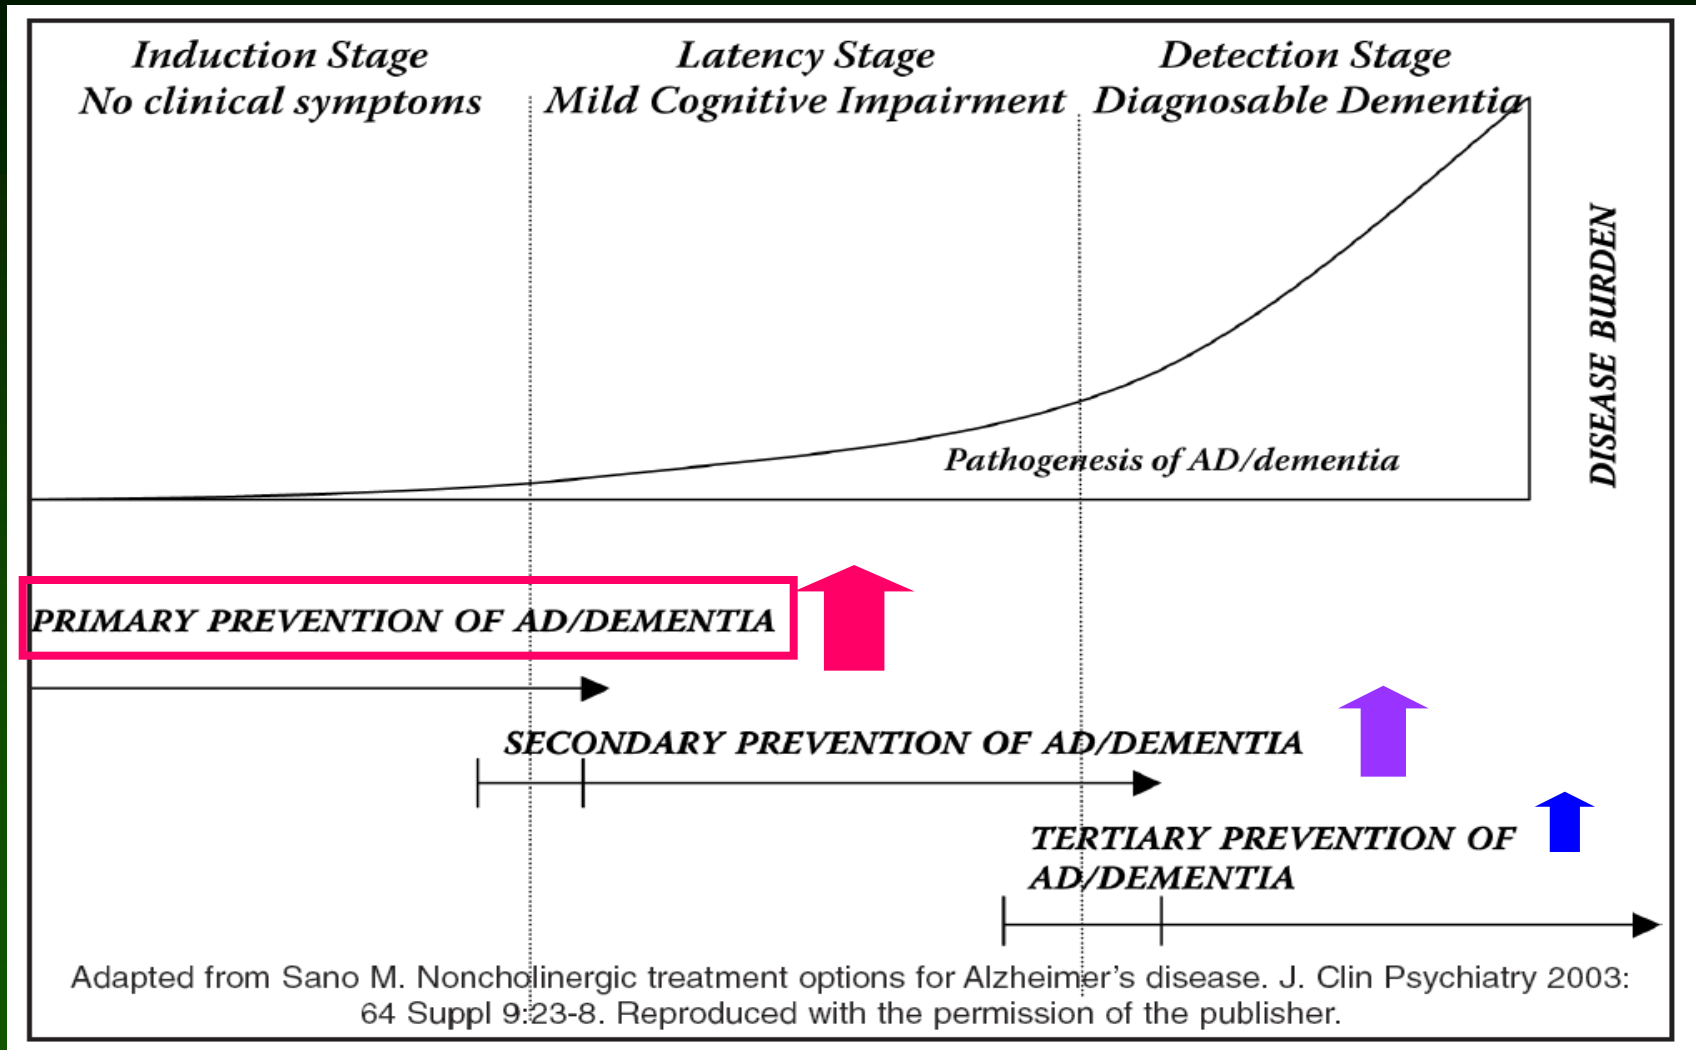 Induction Stage
No clinical symptoms
Latency Stage
Mild Cognitive Impairment
Detection Stage
Diagnosable Dementia
DISEASE BURDEN
Pathogenesis of AD/dementia
PRIMARY PREVENTION OF AD/DEMENTIA
SECONDARY PREVENTION OF AD/DEMENTIA
TERTIARY PREVENTION OF
AD/DEMENTIA
Adapted from Sano M. Noncholinergic treatment options for Alzheimer's disease. J. Clin Psychiatry 2003:
64 Suppl 9:23-8. Reproduced with the permission of the publisher.